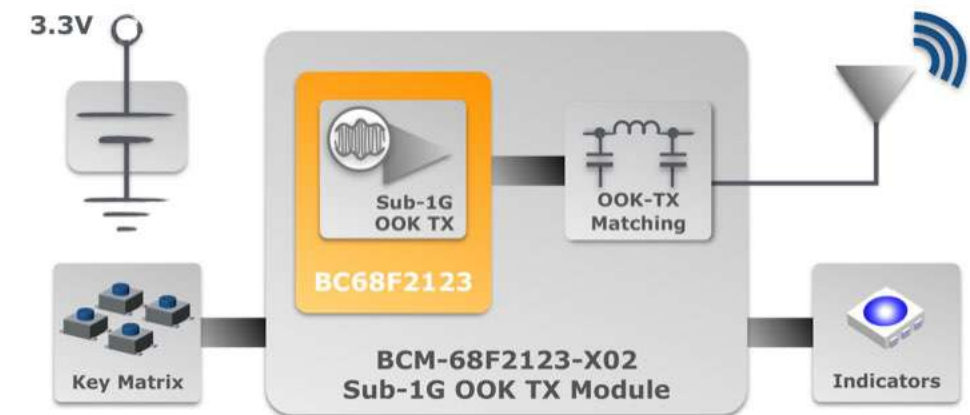 3.3V
Sub-1G
OOK TX
OOK-TX
Matching
BC68F2123
Key Matrix
BCM-68F2123-X02
Sub-1G OOK TX Module
Indicators